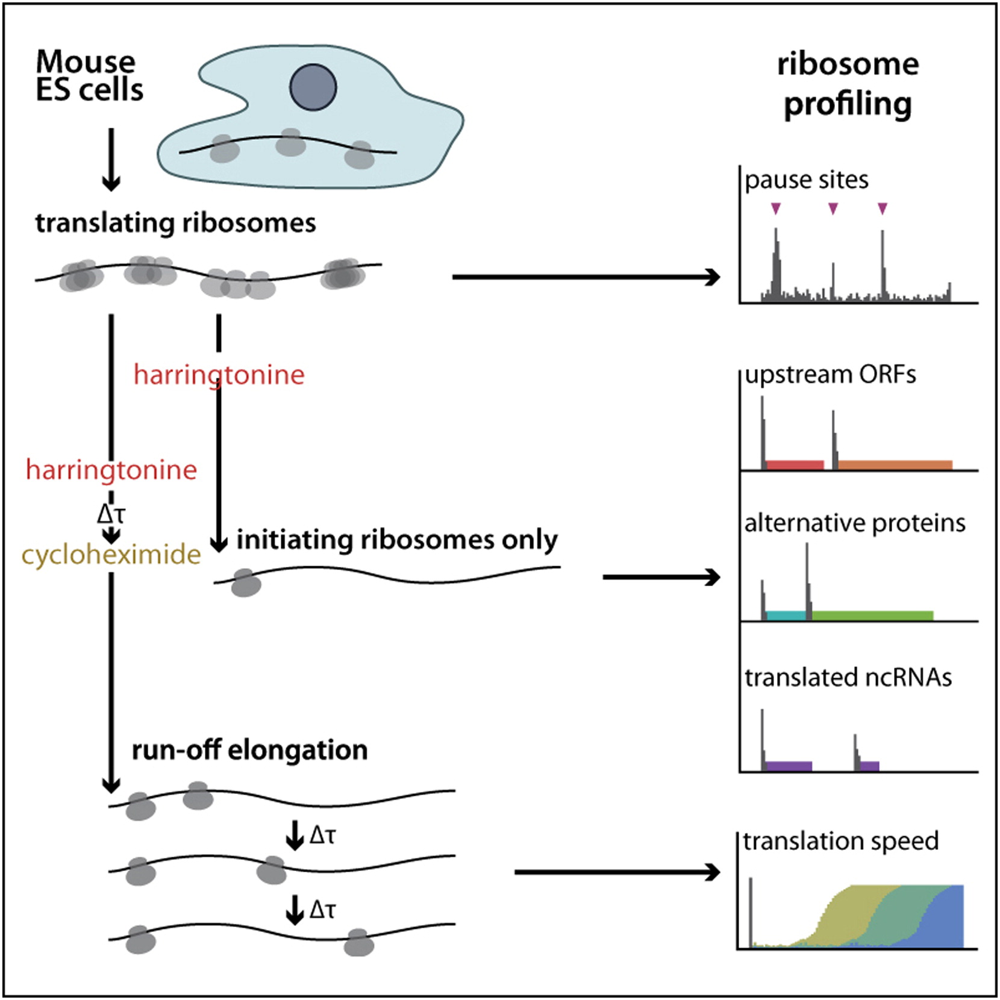 Mouse
ES cells
ribosome
profiling
translating ribosomes
pause sites
harringtonine
upstream ORFs
harringtonine
Δτ
cycloheximide
initiating ribosomes only
alternative proteins
translated ncRNAs
run-off elongation
Δτ
Δτ
translation speed